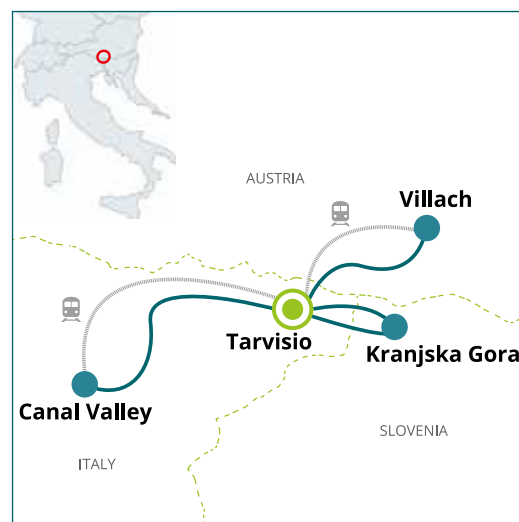 AUSTRIA
Villach
Tarvisio
Kranjska Gora
Canal Valley
SLOVENIA
ITALY